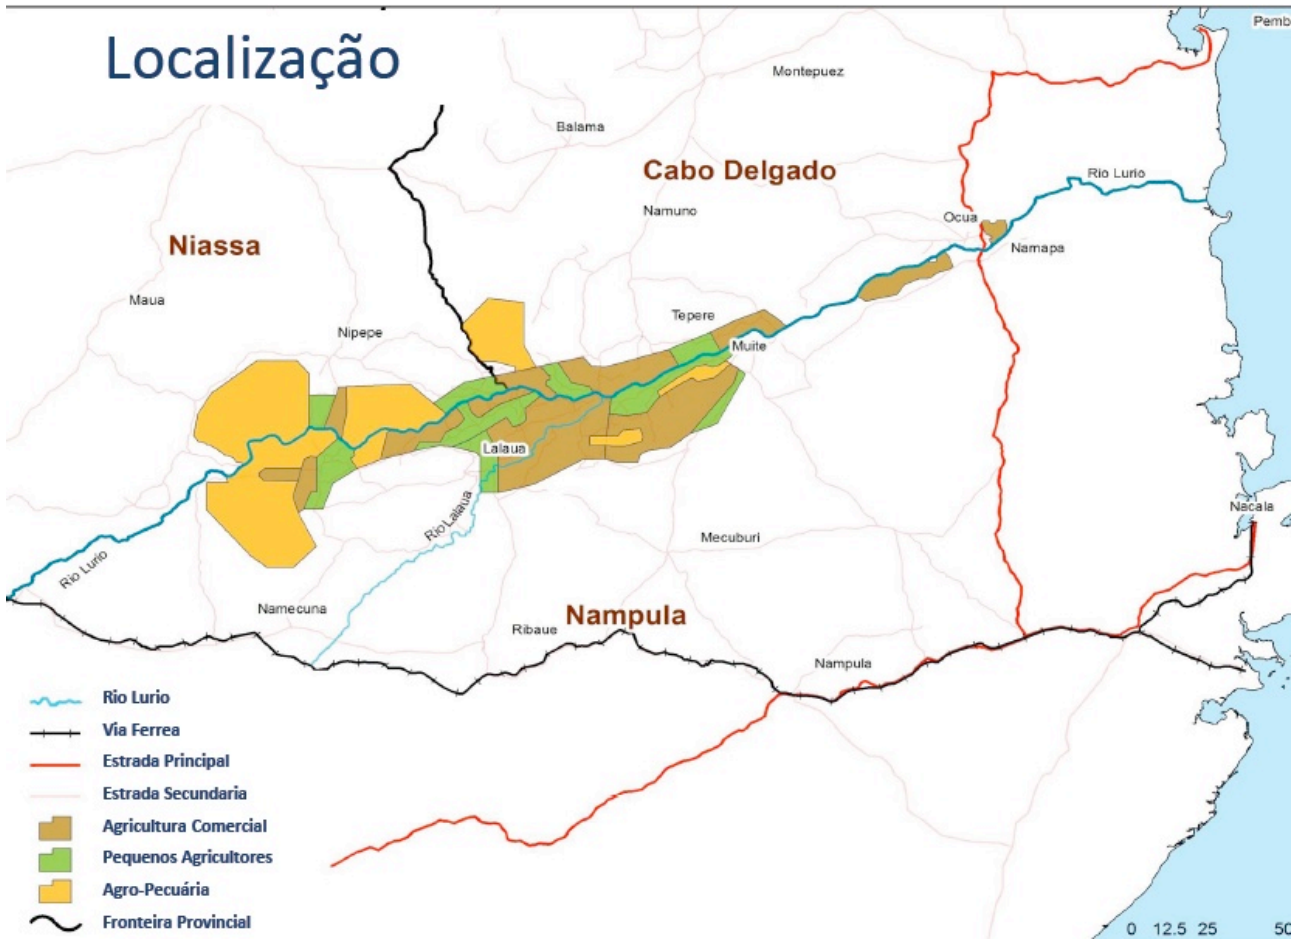 Localização
Pemb
Montepuez
Balama
Cabo Delgado
Rio Lurio
Namuno
Ocua
Niassa
Namapa
Maua
Tepere
Nipepe
Muite
Lalaua
Rio Lalaua
Nacala
Mecuburi
Rio Lurio
Namecuna
Nampula
Ribaue
Nampula
Rio Lurio
Via Ferrea
Estrada Principal
Estrada Secundaria
Agricultura Comercial
Pequenos Agricultores
Agro-Pecuária
Fronteira Provincial
0 12.5 25 50